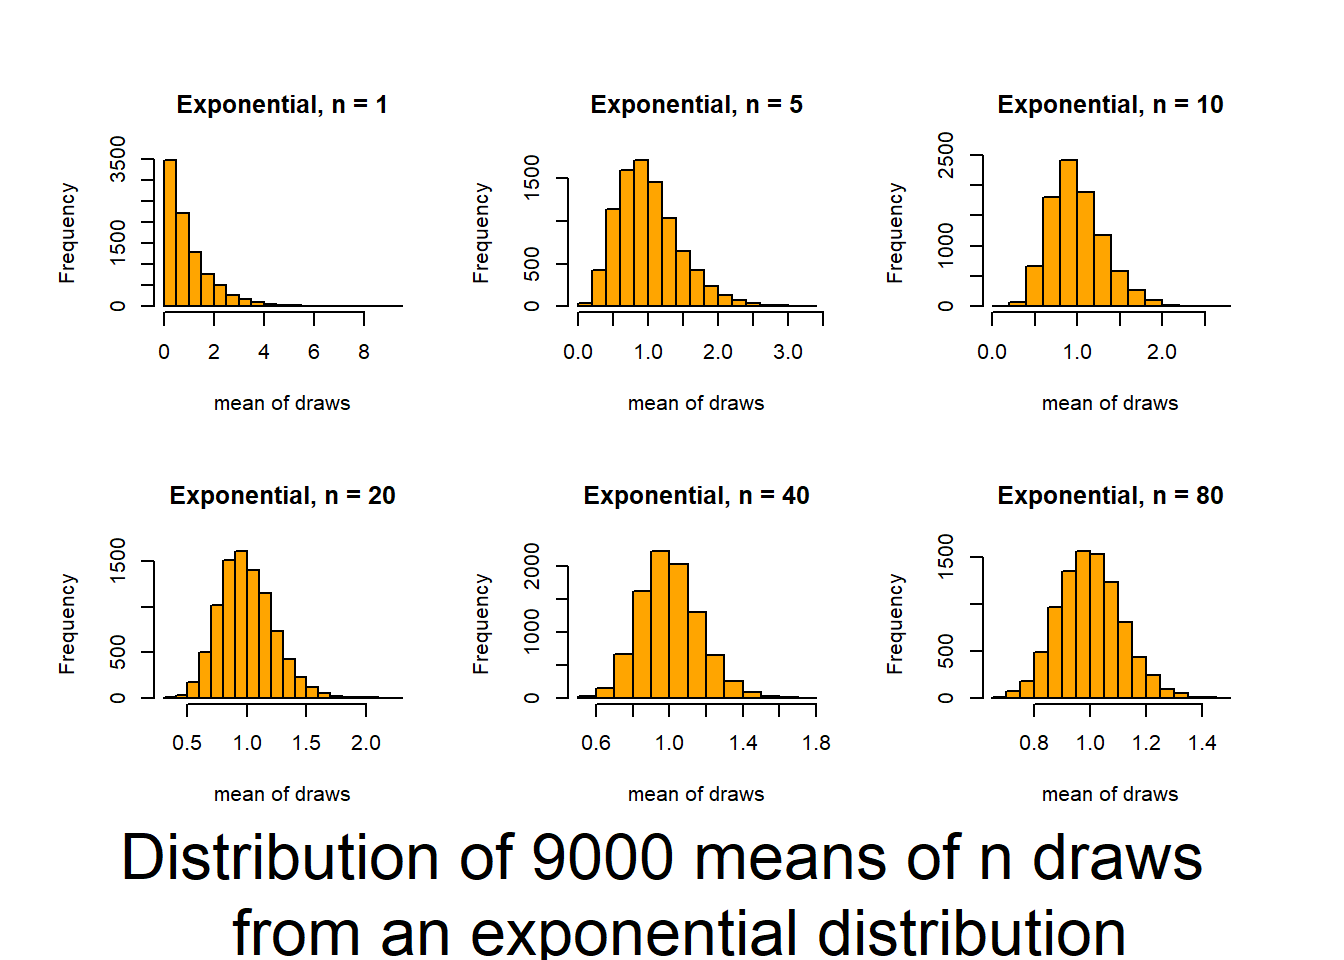 Exponential, n = 1
Frequency
0 1500 3500
0 2 4 6 8
mean of draws
Exponential, n = 5
Frequency
0 500 1500
0.0 1.0 2.0 3.0
mean of draws
Exponential, n = 10
Frequency
0 1000 2500
0.0 1.0 2.0
mean of draws
Exponential, n = 20
Frequency
0 500 1500
0.5 1.0 1.5 2.0
mean of draws
Exponential, n = 40
Frequency
0 1000 2000
0.6 1.0 1.4 1.8
mean of draws
Exponential, n = 80
Frequency
0 500 1500
0.8 1.0 1.2 1.4
mean of draws
Distribution of 9000 means of n draws
from an exponential distribution